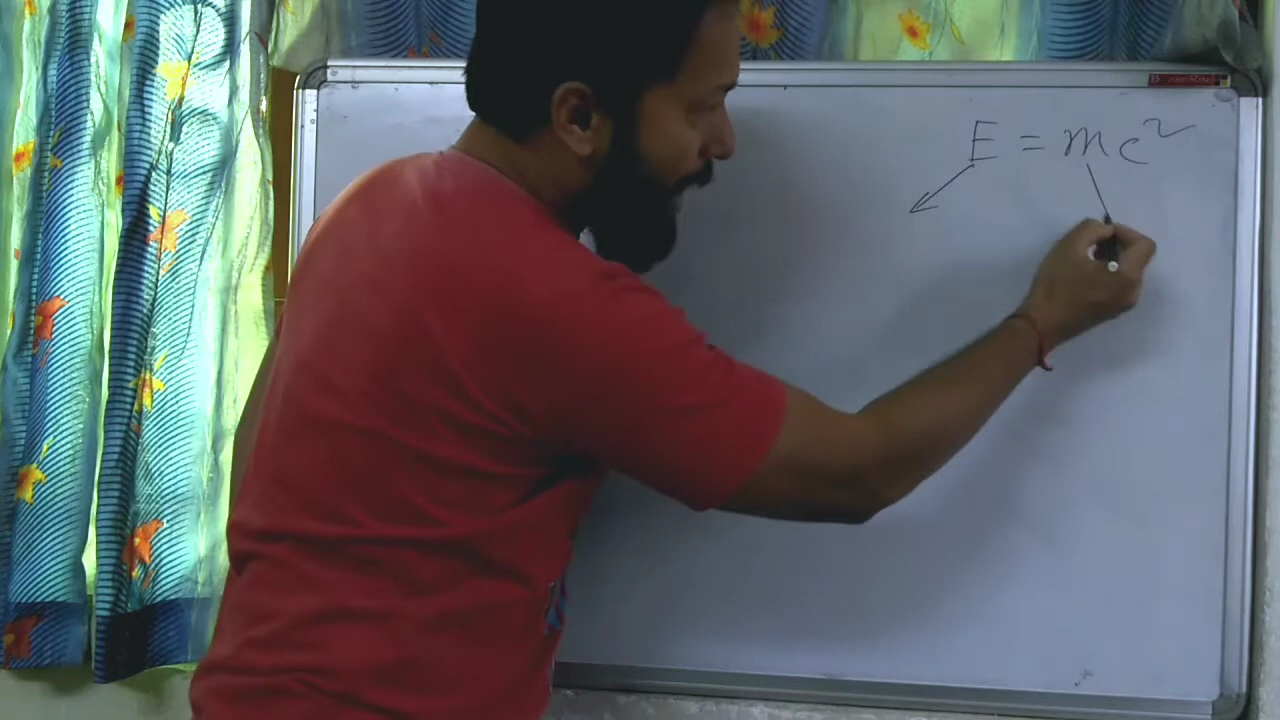 E = mc²